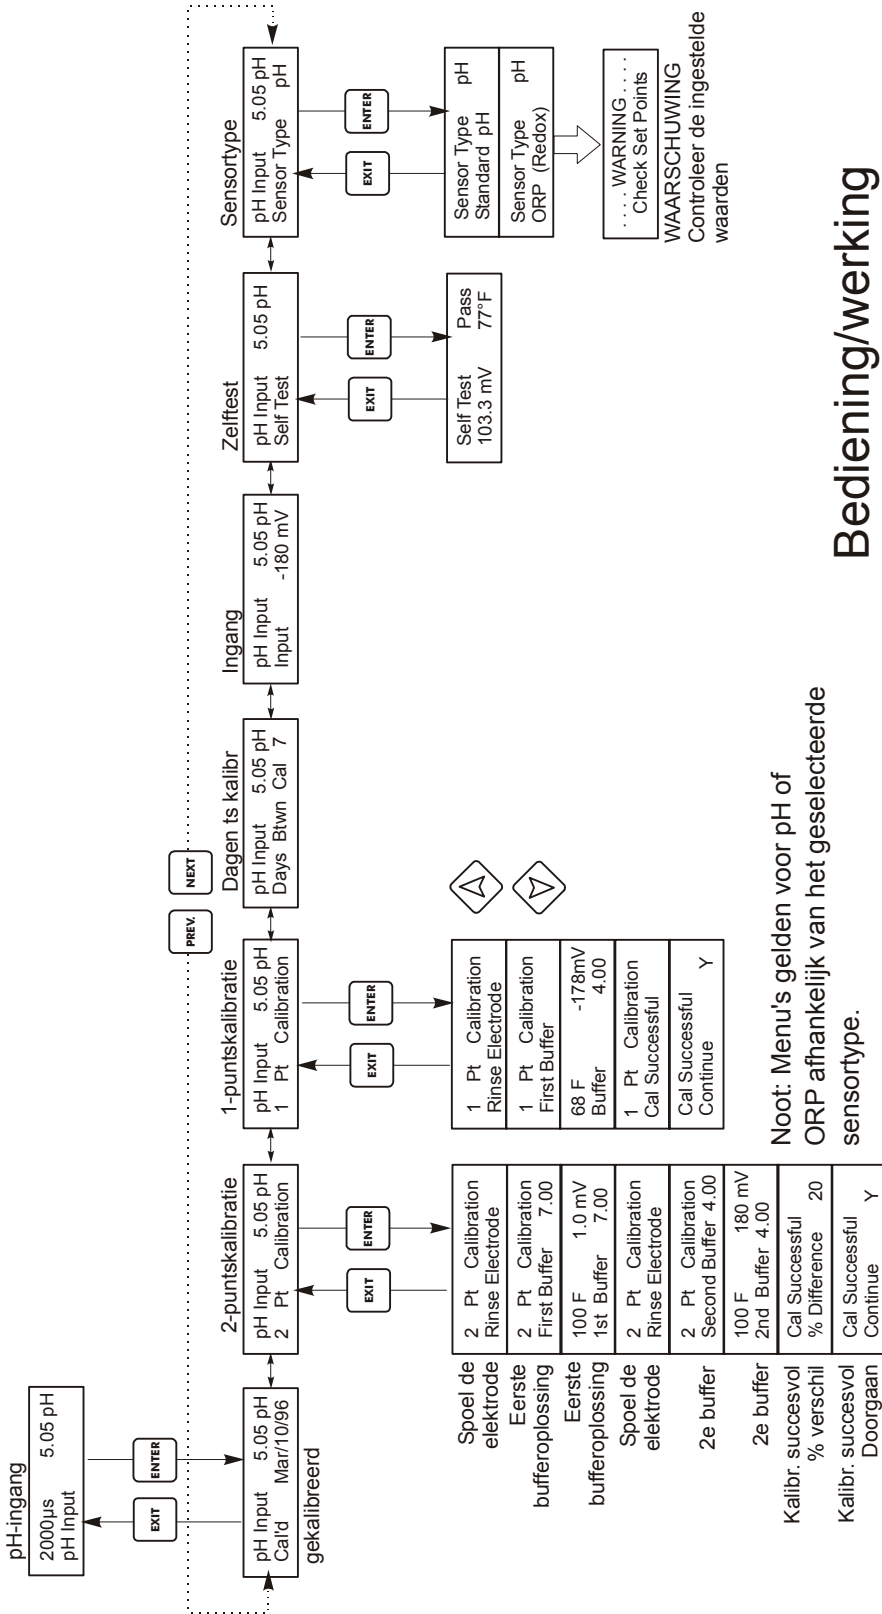 pH-ingang
2000µs 5.05 pH
pH Input
EXIT
ENTER
PREV.
NEXT
pH Input 5.05 pH
Cal'd Mar/10/96
gekalibreerd
2-puntskalibratie
pH Input 5.05 pH
2 Pt Calibration
EXIT
ENTER
Spoel de
elektrode
2 Pt Calibration
Rinse Electrode
Eerste
bufferoplossing
2 Pt Calibration
First Buffer 7.00
Eerste
bufferoplossing
100 F 1.0 mV
1st Buffer 7.00
Spoel de
elektrode
2 Pt Calibration
Rinse Electrode
2e buffer
2 Pt Calibration
Second Buffer 4.00
2e buffer
100 F 180 mV
2nd Buffer 4.00
Kalibr. succesvol
% verschil
Cal Successful
% Difference 20
Kalibr. succesvol
Doorgaan
Cal Successful
Continue Y
1-puntskalibratie
pH Input 5.05 pH
1 Pt Calibration
EXIT
ENTER
1 Pt Calibration
Rinse Electrode
1 Pt Calibration
First Buffer
68 F -178mV
Buffer 4.00
1 Pt Calibration
Cal Successful
Cal Successful
Continue Y
Dagen ts kalibr
pH Input 5.05 pH
Days Btwn Cal 7
Ingang
pH Input 5.05 pH
Input -180 mV
Zelftest
pH Input 5.05 pH
Self Test
EXIT
ENTER
Self Test Pass
103.3 mV 77°F
Sensortype
pH Input 5.05 pH
Sensor Type pH
EXIT
ENTER
Sensor Type pH
Standard pH
Sensor Type pH
ORP (Redox)
. . . . WARNING . . . .
Check Set Points
WAARSCHUWING
Controleer de ingestelde
waarden
Noot: Menu's gelden voor pH of
ORP afhankelijk van het geselecteerde
sensortype.
Bediening/werking